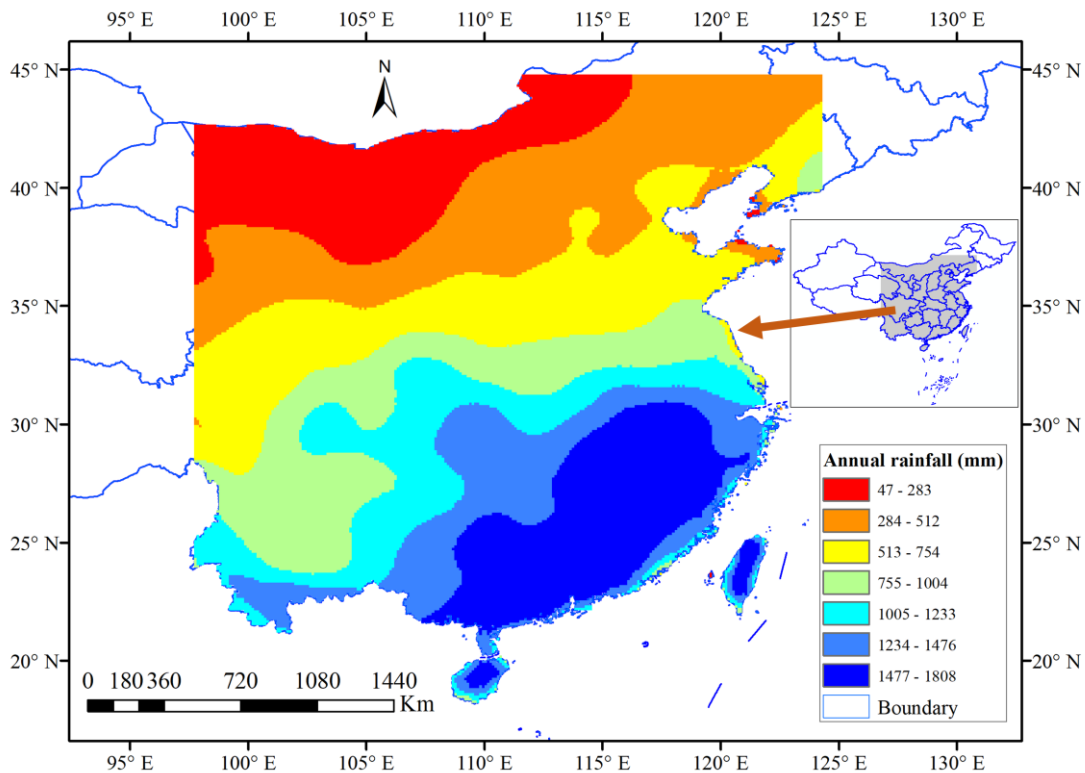 95° E 100° E 105° E 110° E 115° E 120° E 125° E 130° E
45° N 45° N
N
40° N 40° N
35° N 35° N
30° N 30° N
Annual rainfall (mm)
47 - 283
284 - 512
25° N 25° N
513 - 754
755 - 1004
1005 - 1233
1234 - 1476
20° N 20° N
1477 - 1808
0 180 360 720 1080 1440
Km
Boundary
95° E 100° E 105° E 110° E 115° E 120° E 125° E 130° E